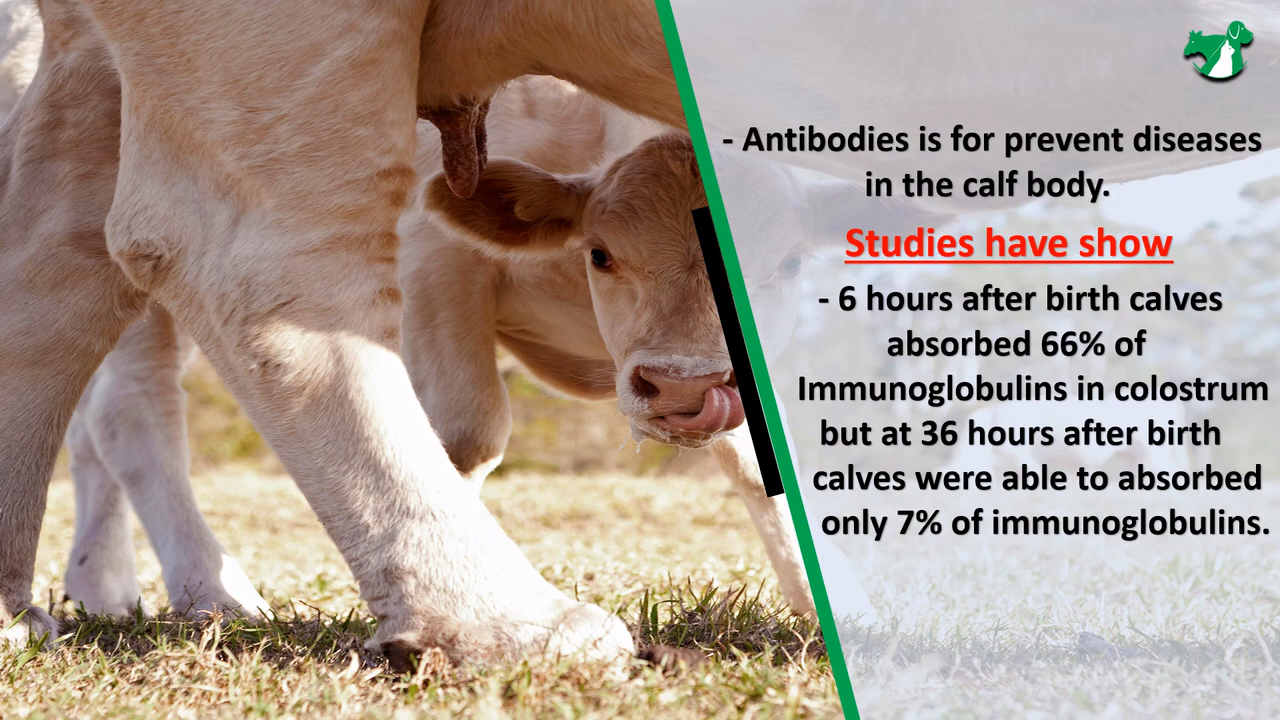 - Antibodies is for prevent diseases
in the calf body.
Studies have show
- 6 hours after birth calves
absorbed 66% of
Immunoglobulins in colostrum
but at 36 hours after birth
calves were able to absorbed
only 7% of immunoglobulins.